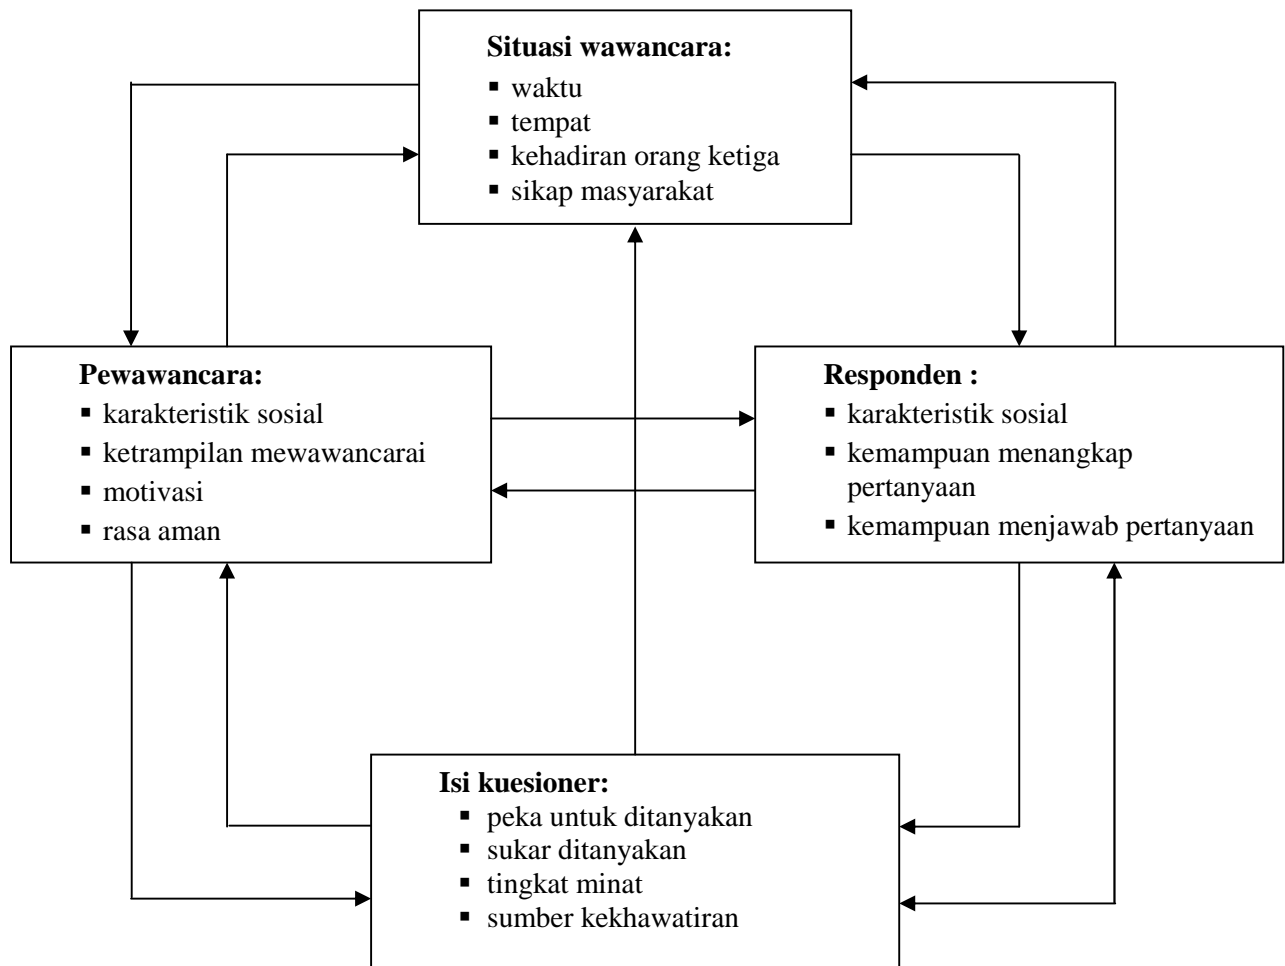 Situasi wawancara:
▪ waktu
▪ tempat
▪ kehadiran orang ketiga
▪ sikap masyarakat
Pewawancara:
▪ karakteristik sosial
▪ ketrampilan mewawancarai
▪ motivasi
▪ rasa aman
Responden :
▪ karakteristik sosial
▪ kemampuan menangkap
pertanyaan
▪ kemampuan menjawab pertanyaan
Isi kuesioner:
▪ peka untuk ditanyakan
▪ sukar ditanyakan
▪ tingkat minat
▪ sumber kekhawatiran